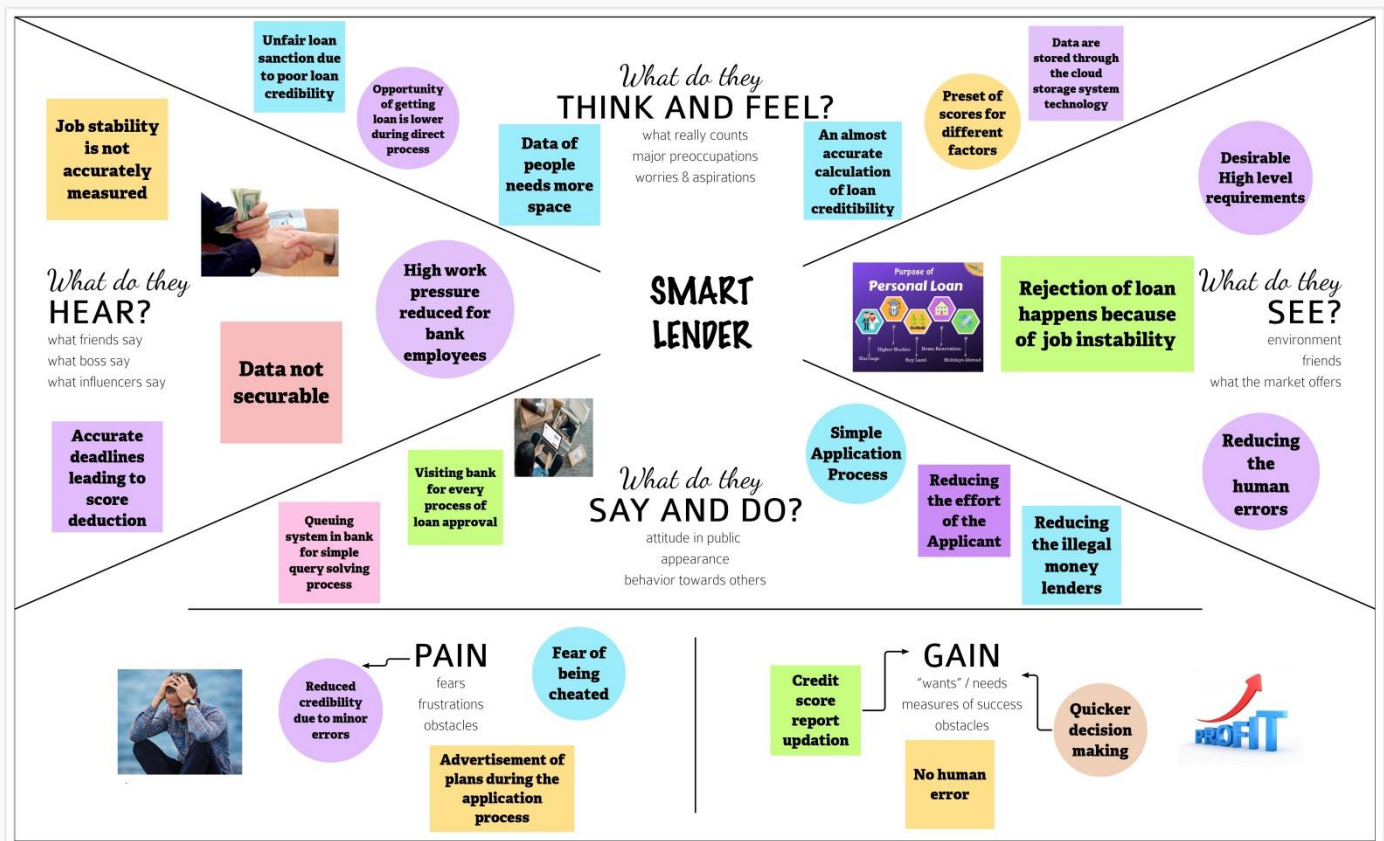 Unfair loan
sanction due
to poor loan
credibility
Opportunity
of getting
loan is lower
during direct
process
Data of
people
needs more
space
What do they
THINK AND FEEL?
what really counts
major preoccupations
worries & aspirations
An almost
accurate
calculation
of loan
creditibility
Preset of
scores for
different
factors
Data are
stored through
the cloud
storage system
technology
Job stability
is not
accurately
measured
What do they
HEAR?
what friends say
what boss say
what influencers say
High work
pressure
reduced for
bank
employees
Data not
securable
Accurate
deadlines
leading to
score
deduction
SMART
LENDER
Desirable
High level
requirements
Purpose of
Personal Loan
Marriage
Higher Studies
Buy Land
Home Renovation
Holidays Abroad
Rejection of loan
happens because
of job instability
What do they
SEE?
environment
friends
what the market offers
Reducing
the
human
errors
Visiting bank
for every
process of
loan approval
Queuing
system in bank
for simple
query solving
process
What do they
SAY AND DO?
attitude in public
appearance
behavior towards others
Simple
Application
Process
Reducing
the effort
of the
Applicant
Reducing
the illegal
money
lenders
Reduced
credibility
due to minor
errors
PAIN
fears
frustrations
obstacles
Fear of
being
cheated
Advertisement of
plans during the
application
process
Credit
score
report
updation
GAIN
"wants" / needs
measures of success
obstacles
No human
error
Quicker
decision
making
PROFIT